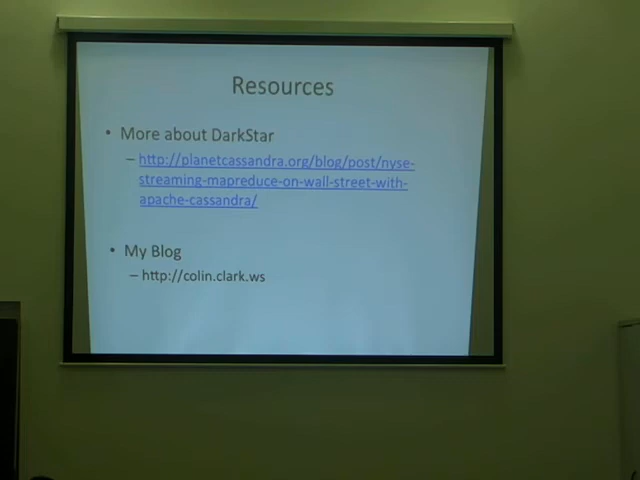 Resources
• More about DarkStar
– http://planetcassandra.org/blog/post/nyse-
streaming-mapreduce-on-wall-street-with-
apache-cassandra/
• My Blog
– http://colin.clark.ws